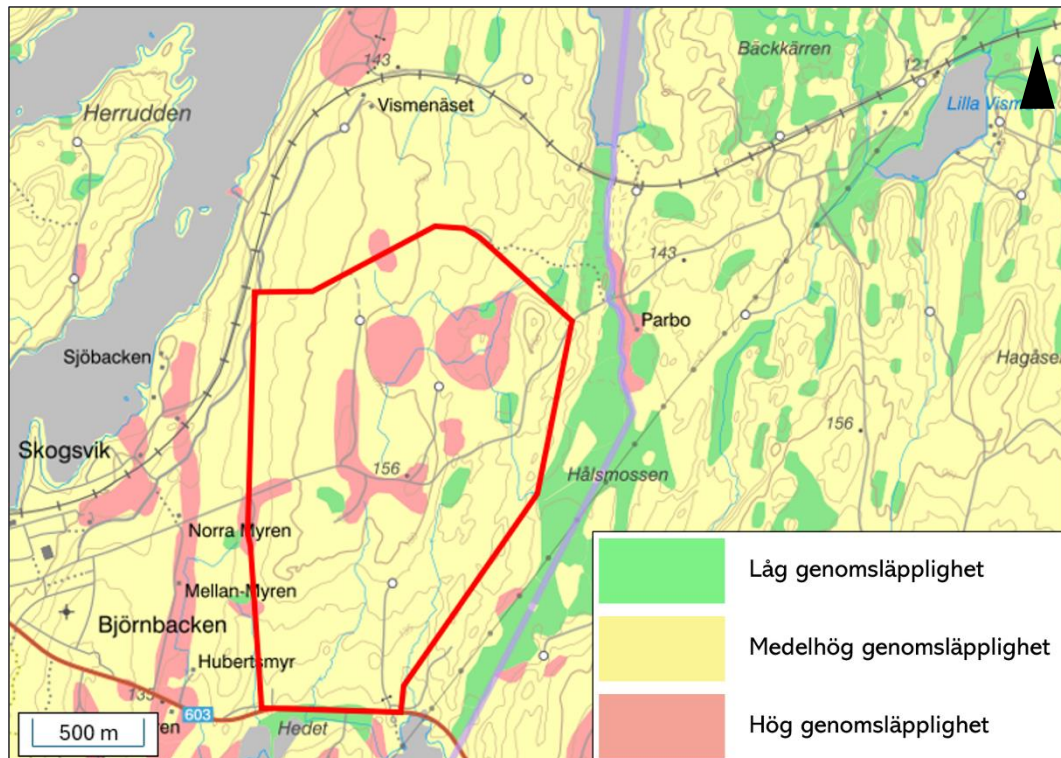 143
Vismenäset
Bäckkärren
121
Lilla
Herrudden
143
Parbo
Sjöbacken
Hagåsen
156
Skogsvik
156
Hålsmossen
Norra Myren
Mellan-Myren
Björnbacken
Hubertsmyr
135
603
Hedet
500 m
Låg genomsläpplighet
Medelhög genomsläpplighet
Hög genomsläpplighet